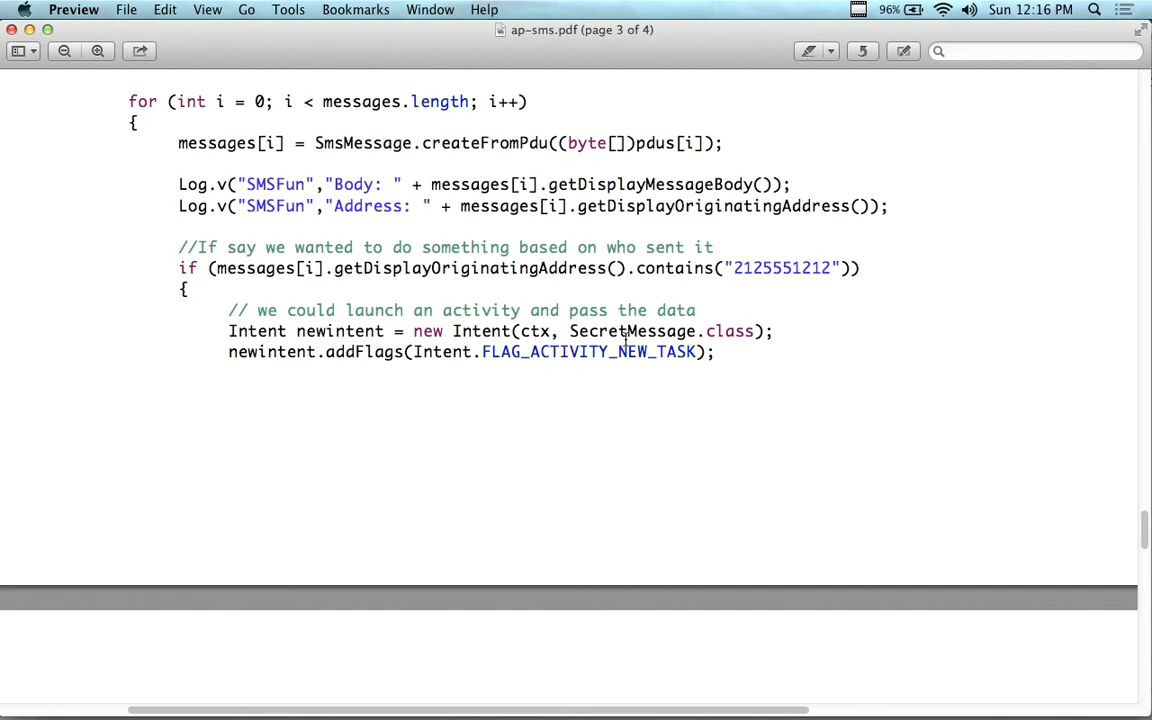 Preview File Edit View Go Tools Bookmarks Window Help 96% Sun 12:16 PM
ap-sms.pdf (page 3 of 4)
for (int i = 0; i < messages.length; i++)
{
messages[i] = SmsMessage.createFromPdu((byte[])pdus[i]);
Log.v("SMSFun","Body: " + messages[i].getDisplayMessageBody());
Log.v("SMSFun","Address: " + messages[i].getDisplayOriginatingAddress());
//If say we wanted to do something based on who sent it
if (messages[i].getDisplayOriginatingAddress().contains("2125551212"))
{
// we could launch an activity and pass the data
Intent newintent = new Intent(ctx, SecretMessage.class);
newintent.addFlags(Intent.FLAG_ACTIVITY_NEW_TASK);